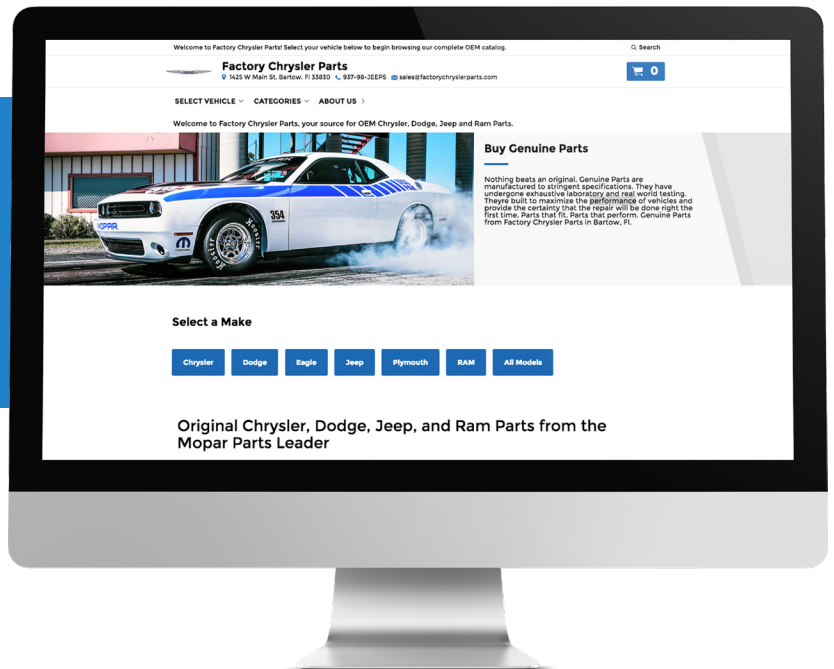 Welcome to Factory Chrysler Parts! Select your vehicle below to begin browsing our complete OEM catalog.
Search
Factory Chrysler Parts
1425 W Main St, Bartow, Fl 33830 937-98-JEEPS sales@factorychryslerparts.com
0
SELECT VEHICLE CATEGORIES ABOUT US
Welcome to Factory Chrysler Parts, your source for OEM Chrysler, Dodge, Jeep and Ram Parts.
354
MOPAR
Hoosier
Hoosier
Buy Genuine Parts
Nothing beats an original. Genuine Parts are
manufactured to stringent specifications. They have
undergone exhaustive laboratory and real world testing.
Theyre built to maximize the performance of vehicles and
provide the certainty that the repair will be done right the
first time. Parts that fit. Parts that perform. Genuine Parts
from Factory Chrysler Parts in Bartow, Fl.
Select a Make
Chrysler Dodge Eagle Jeep Plymouth RAM All Models
Original Chrysler, Dodge, Jeep, and Ram Parts from the
Mopar Parts Leader